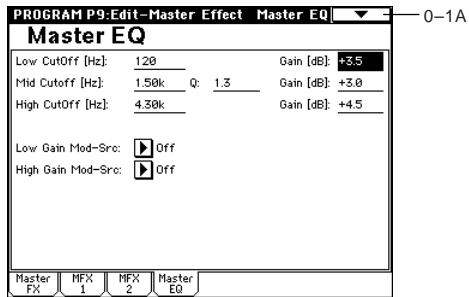 PROGRAM P9:Edit-Master Effect Master EQ
0–1A
Master EQ
Low CutOff [Hz]: 120 Gain [dB]: +3.5
Mid Cutoff [Hz]: 1.50k Q: 1.3 Gain [dB]: +3.0
High CutOff [Hz]: 4.30k Gain [dB]: +4.5
Low Gain Mod-Src: Off
High Gain Mod-Src: Off
Master FX
MFX 1
MFX 2
Master EQ